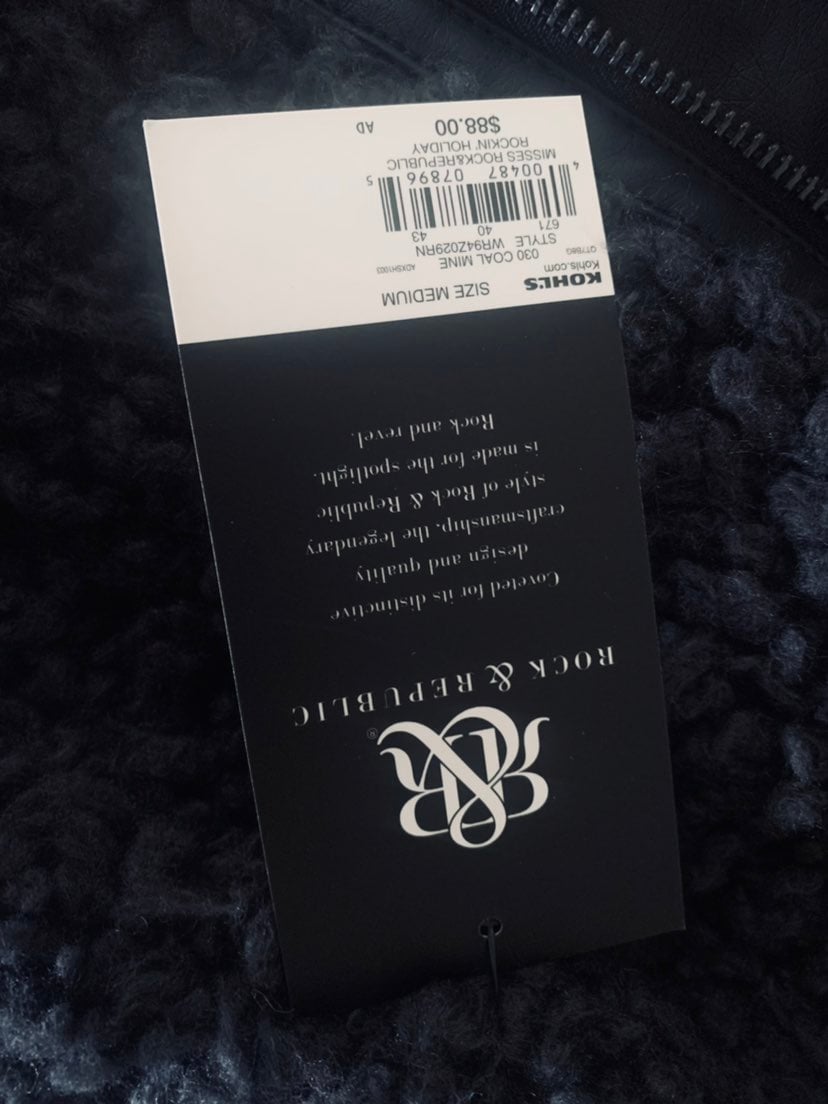 R&R
®
ROCK & REPUBLIC
Coveted for its distinctive
design and quality
craftsmanship, the legendary
style of Rock & Republic
is made for the spotlight.
Rock and revel.
KOHL'S SIZE MEDIUM
Kohls.com
QT7B8G 030 COAL MINE ADXSH1003
STYLE WR94Z029RN
671 40 43
4 00487 07896 5
MISSES ROCK&REPUBLIC
ROCKIN' HOLIDAY
$88.00 AD